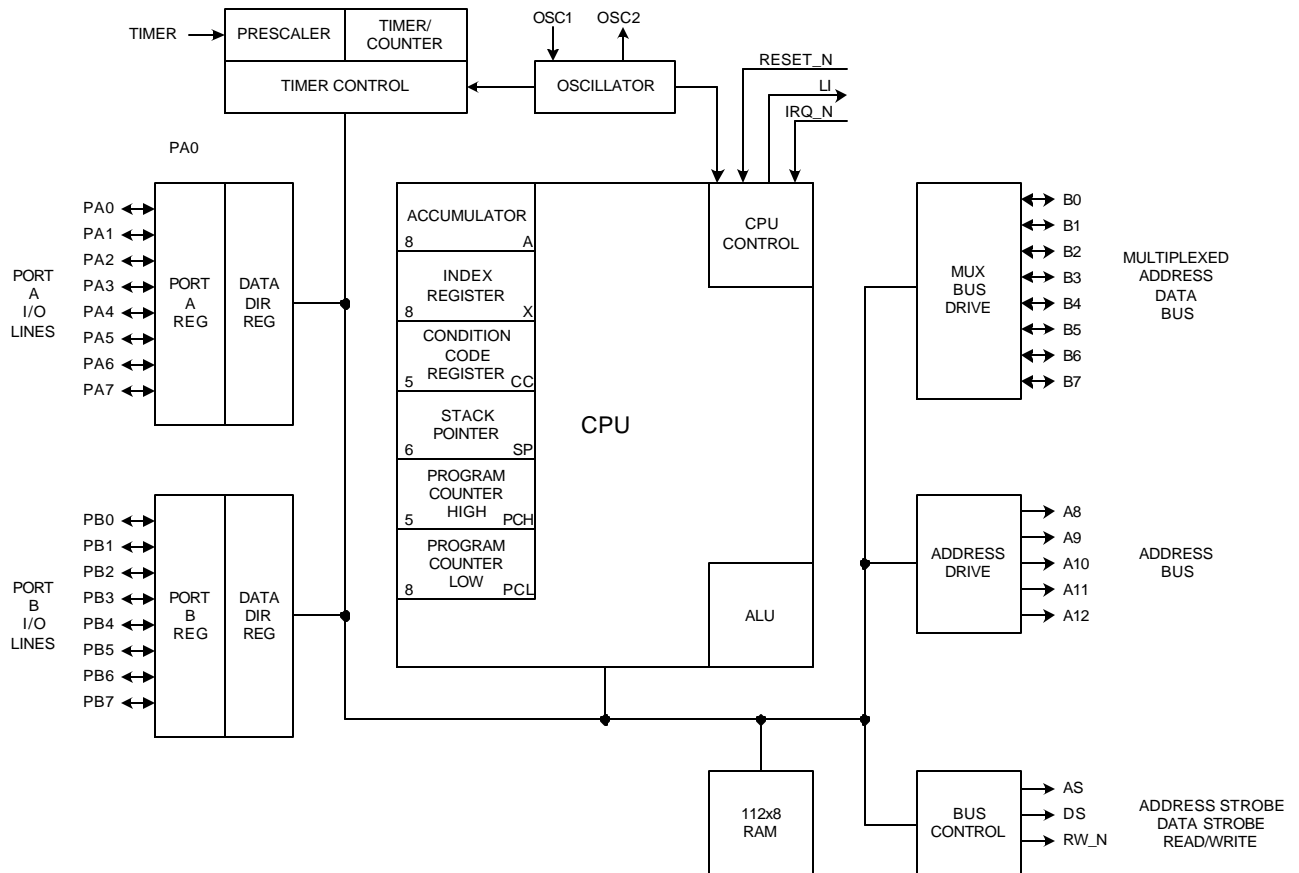 TIMER
PRESCALER
TIMER/
COUNTER
TIMER CONTROL
OSC1
OSC2
OSCILLATOR
RESET_N
LI
IRQ_N
PA0
PORT
A
I/O
LINES
PA0
PA1
PA2
PA3
PA4
PA5
PA6
PA7
PORT
A
REG
DATA
DIR
REG
PORT
B
I/O
LINES
PB0
PB1
PB2
PB3
PB4
PB5
PB6
PB7
PORT
B
REG
DATA
DIR
REG
ACCUMULATOR
8 A
INDEX
REGISTER
8 X
CONDITION
CODE
REGISTER
5 CC
STACK
POINTER
6 SP
PROGRAM
COUNTER
HIGH
5 PCH
PROGRAM
COUNTER
LOW
8 PCL
CPU
CPU
CONTROL
ALU
112x8
RAM
MUX
BUS
DRIVE
B0
B1
B2
B3
B4
B5
B6
B7
MULTIPLEXED
ADDRESS
DATA
BUS
ADDRESS
DRIVE
A8
A9
A10
A11
A12
ADDRESS
BUS
BUS
CONTROL
AS
DS
RW_N
ADDRESS STROBE
DATA STROBE
READ/WRITE